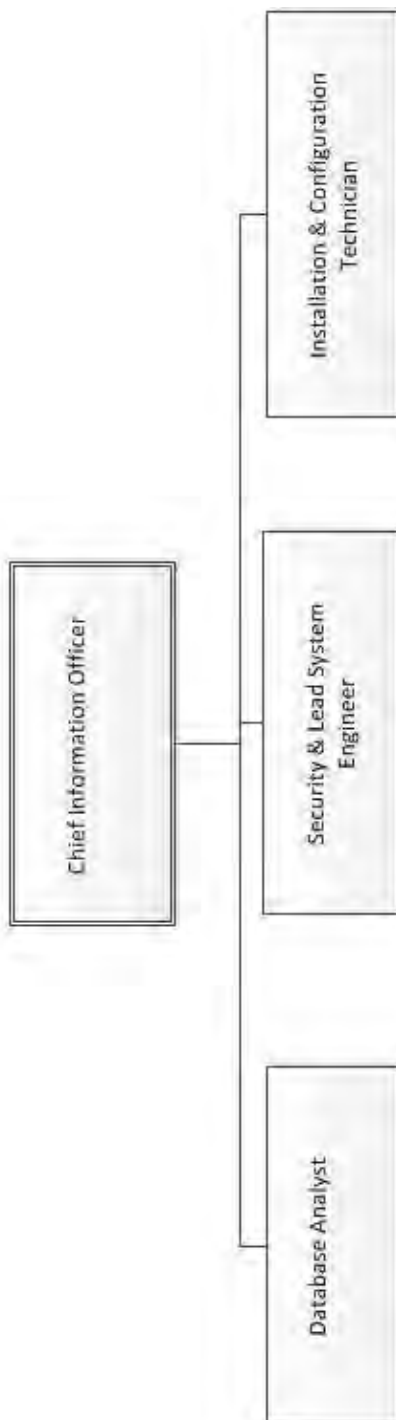 Chief Information Officer
Database Analyst
Security & Lead System
Engineer
Installation & Configuration
Technician